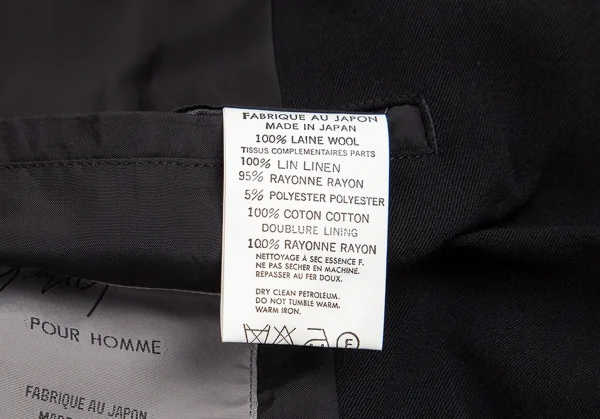 FABRIQUE AU JAPON
MADE IN JAPAN
100% LAINE WOOL
TISSUS COMPLEMENTAIRES PARTS
100% LIN LINEN
95% RAYONNE RAYON
5% POLYESTER POLYESTER
100% COTON COTTON
DOUBLURE LINING
100% RAYONNE RAYON
NETTOYAGE À SEC ESSENCE F.
NE PAS SECHER EN MACHINE.
REPASSER AU FER DOUX.
DRY CLEAN PETROLEUM.
DO NOT TUMBLE WARM.
WARM IRON.
F
POUR HOMME
FABRIQUE AU JAPON